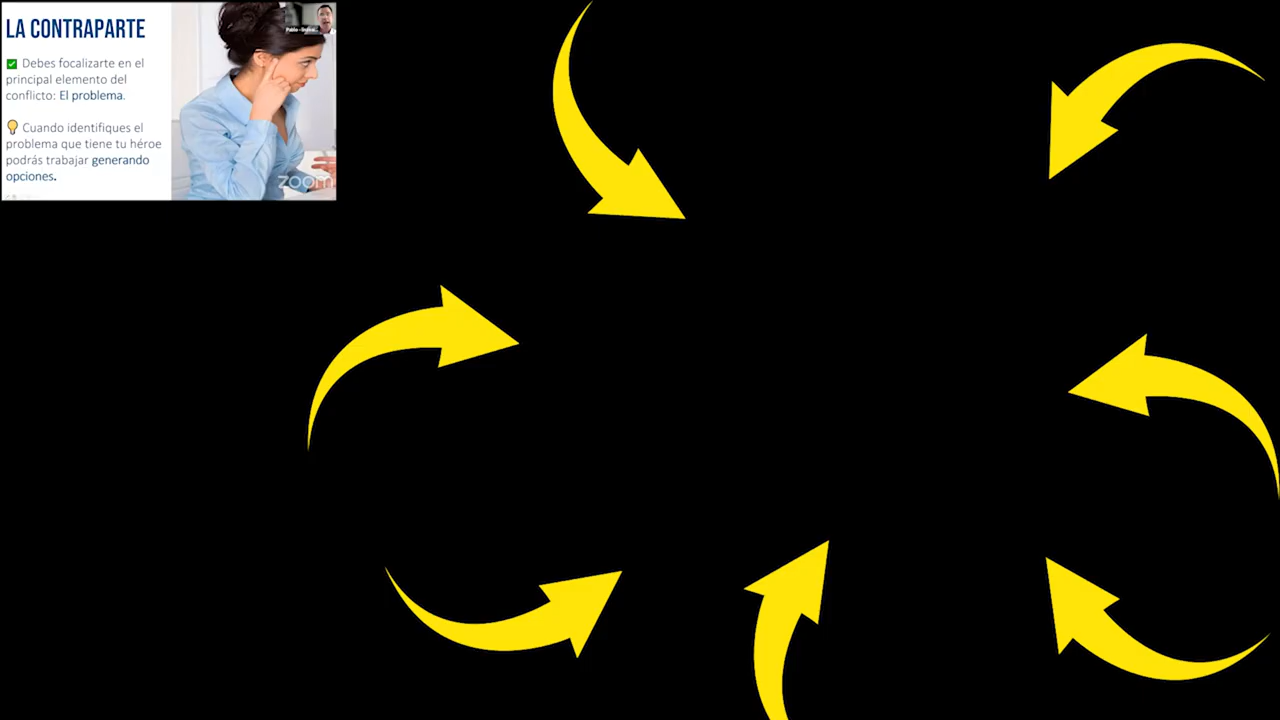 LA CONTRAPARTE
✅ Debes focalizarte en el
principal elemento del
conflicto: El problema.
💡 Cuando identifiques el
problema que tiene tu héroe
podrás trabajar generando
opciones.
zoom